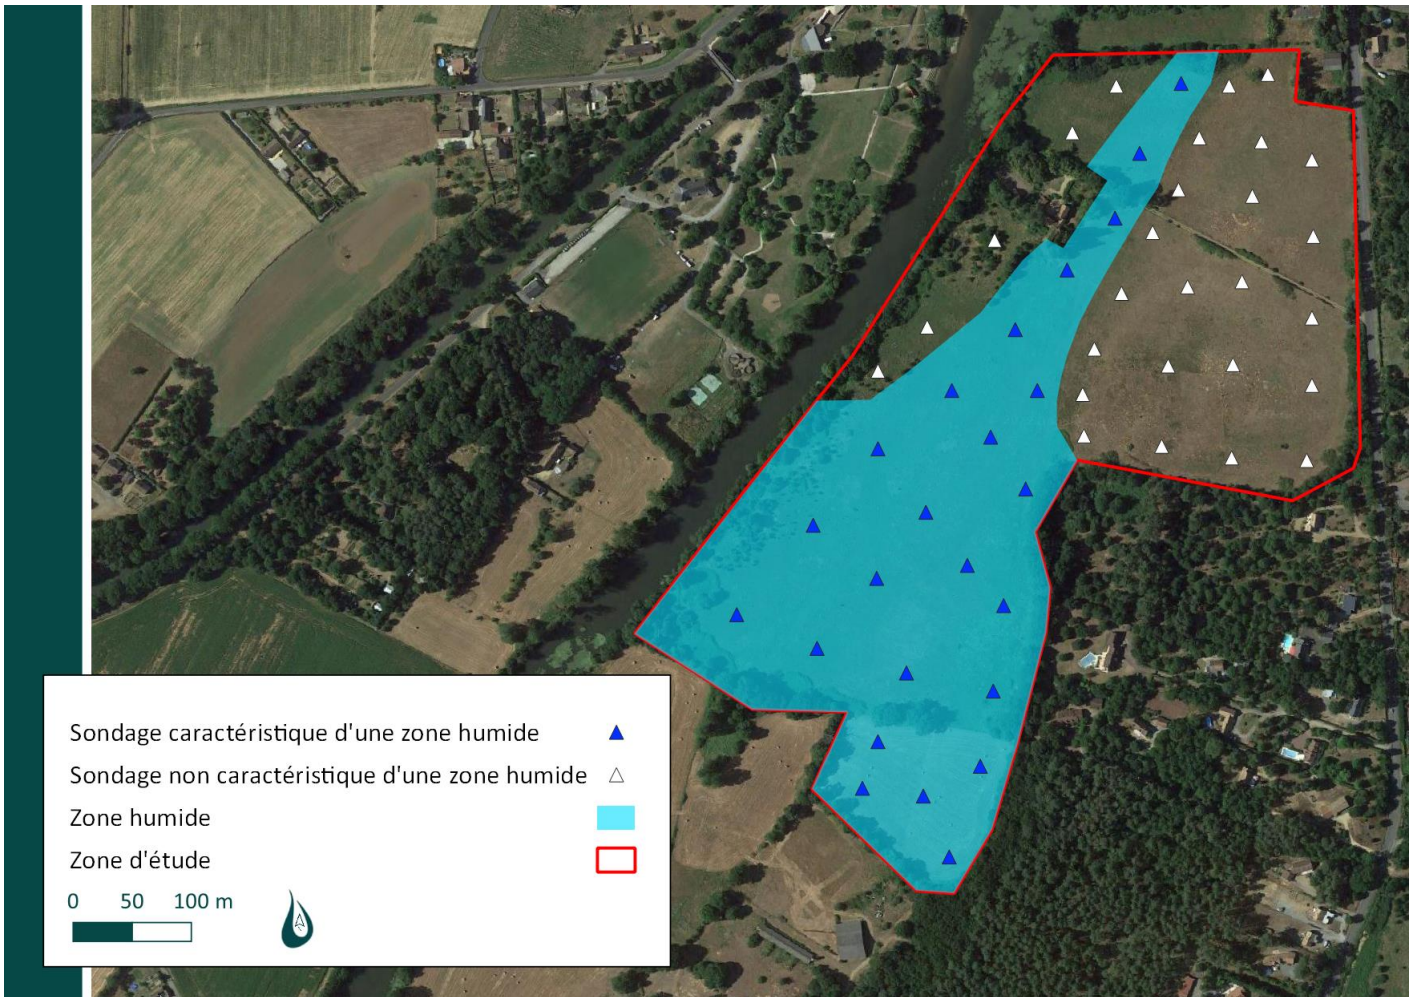 Sondage caractéristique d'une zone humide
Sondage non caractéristique d'une zone humide
Zone humide
Zone d'étude
0 50 100 m